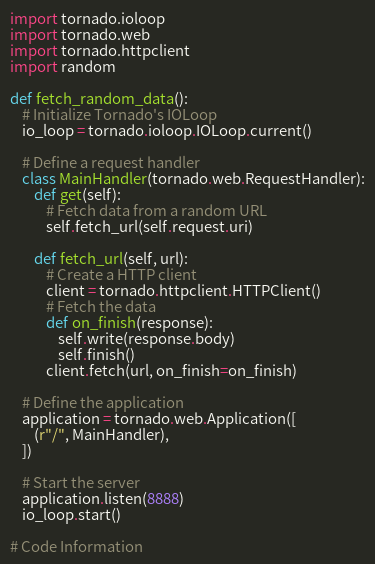 import tornado.ioloop
import tornado.web
import tornado.httpclient
import random

def fetch_random_data():
    # Initialize Tornado's IOLoop
    io_loop = tornado.ioloop.IOLoop.current()

    # Define a request handler
    class MainHandler(tornado.web.RequestHandler):
        def get(self):
            # Fetch data from a random URL
            self.fetch_url(self.request.uri)

        def fetch_url(self, url):
            # Create a HTTP client
            client = tornado.httpclient.HTTPClient()
            # Fetch the data
            def on_finish(response):
                self.write(response.body)
                self.finish()
            client.fetch(url, on_finish=on_finish)

    # Define the application
    application = tornado.web.Application([
        (r"/", MainHandler),
    ])

    # Start the server
    application.listen(8888)
    io_loop.start()

# Code Information